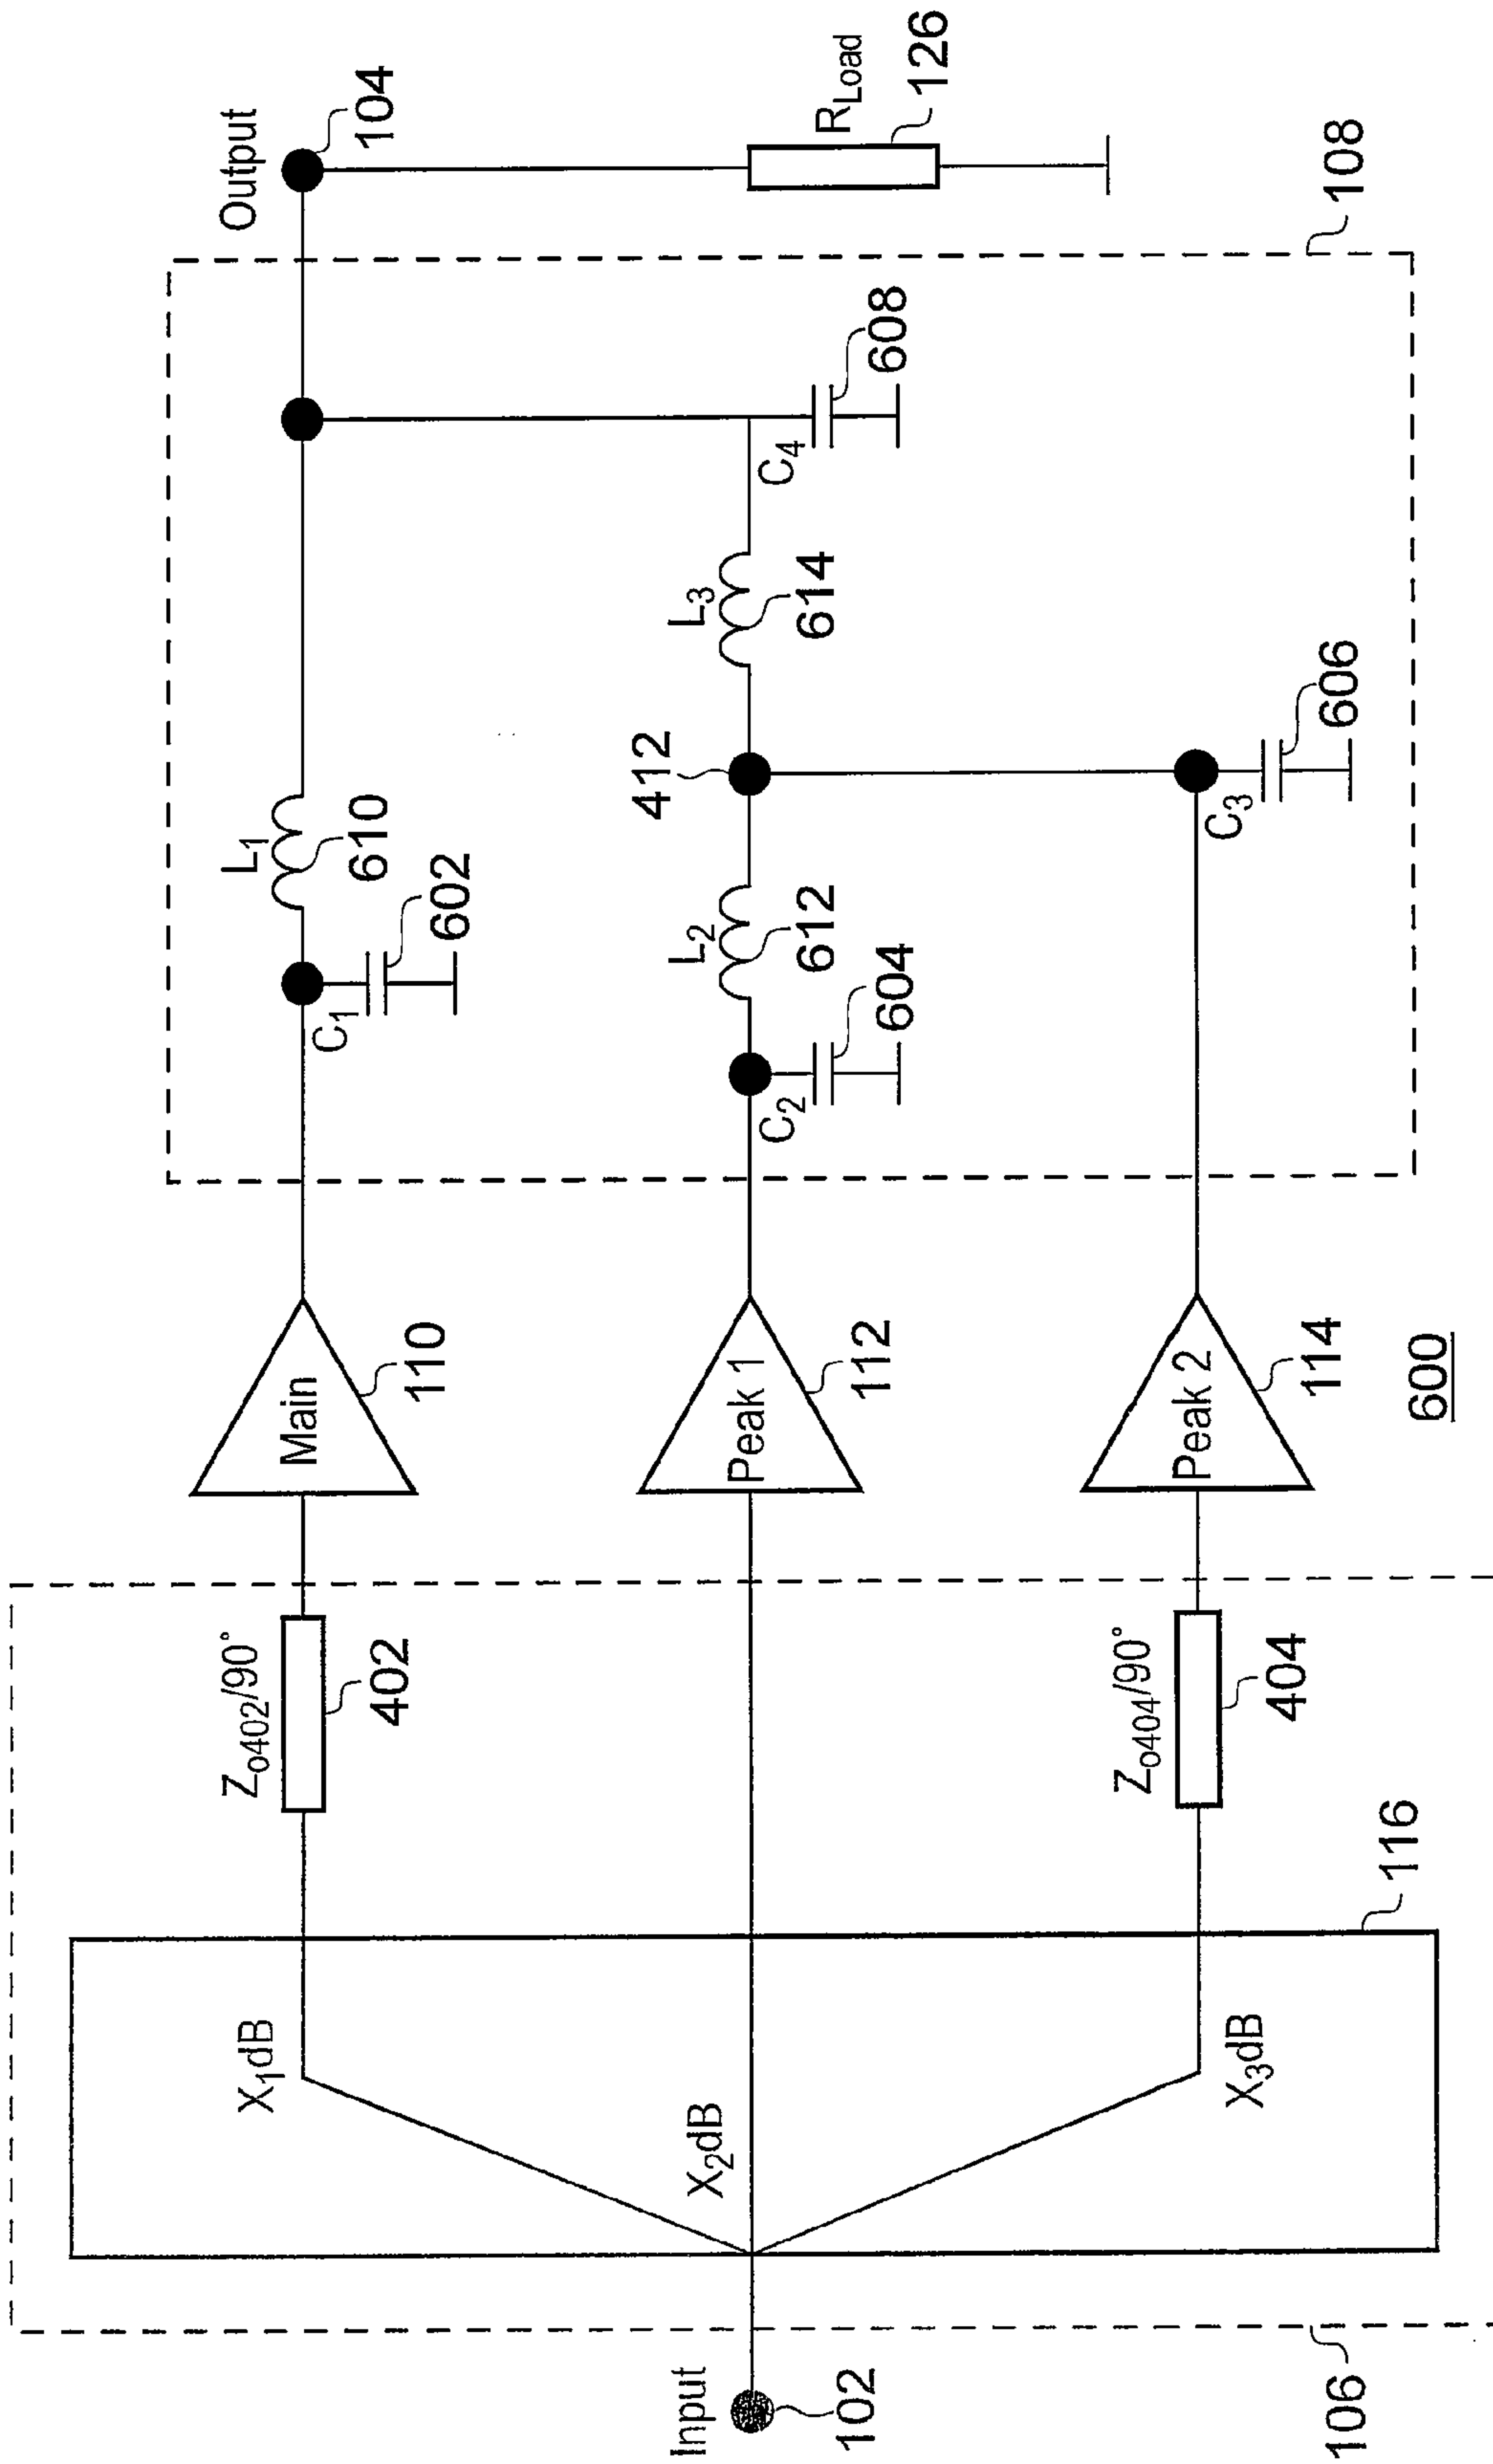 Input
102
106
X₁dB
X₂dB
X₃dB
116
Zₒ₄₀₂/90°
402
Zₒ₄₀₄/90°
404
Main
110
Peak 1
112
Peak 2
114
600
C₁
602
L₁
610
C₂
604
L₂
612
412
L₃
614
C₃
606
C₄
608
108
Output
104
R_Load
126